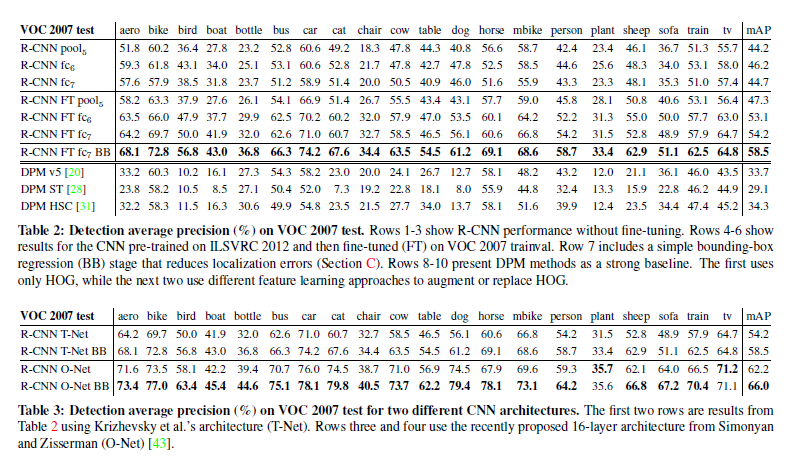 VOC 2007 test aero bike bird boat bottle bus car cat chair cow table dog horse mbike person plant sheep sofa train tv mAP
R-CNN pool5 51.8 60.2 36.4 27.8 23.2 52.8 60.6 49.2 18.3 47.8 44.3 40.8 56.6 58.7 42.4 23.4 46.1 36.7 51.3 55.7 44.2
R-CNN fc6 59.3 61.8 43.1 34.0 25.1 53.1 60.6 52.8 21.7 47.8 42.7 47.8 52.5 58.5 44.6 25.6 48.3 34.0 53.1 58.0 46.2
R-CNN fc7 57.6 57.9 38.5 31.8 23.7 51.2 58.9 51.4 20.0 50.5 40.9 46.0 51.6 55.9 43.3 23.3 48.1 35.3 51.0 57.4 44.7
R-CNN FT pool5 58.2 63.3 37.9 27.6 26.1 54.1 66.9 51.4 26.7 55.5 43.4 43.1 57.7 59.0 45.8 28.1 50.8 40.6 53.1 56.4 47.3
R-CNN FT fc6 63.5 66.0 47.9 37.7 29.9 62.5 70.2 60.2 32.0 57.9 47.0 53.5 60.1 64.2 52.2 31.3 55.0 50.0 57.7 63.0 53.1
R-CNN FT fc7 64.2 69.7 50.0 41.9 32.0 62.6 71.0 60.7 32.7 58.5 46.5 56.1 60.6 66.8 54.2 31.5 52.8 48.9 57.9 64.7 54.2
R-CNN FT fc7 BB 68.1 72.8 56.8 43.0 36.8 66.3 74.2 67.6 34.4 63.5 54.5 61.2 69.1 68.6 58.7 33.4 62.9 51.1 62.5 64.8 58.5
DPM v5 [20] 33.2 60.3 10.2 16.1 27.3 54.3 58.2 23.0 20.0 24.1 26.7 12.7 58.1 48.2 43.2 12.0 21.1 36.1 46.0 43.5 33.7
DPM ST [28] 23.8 58.2 10.5 8.5 27.1 50.4 52.0 7.3 19.2 22.8 18.1 8.0 55.9 44.8 32.4 13.3 15.9 22.8 46.2 44.9 29.1
DPM HSC [31] 32.2 58.3 11.5 16.3 30.6 49.9 54.8 23.5 21.5 27.7 34.0 13.7 58.1 51.6 39.9 12.4 23.5 34.4 47.4 45.2 34.3
Table 2: Detection average precision (%) on VOC 2007 test. Rows 1-3 show R-CNN performance without fine-tuning. Rows 4-6 show
results for the CNN pre-trained on ILSVRC 2012 and then fine-tuned (FT) on VOC 2007 trainval. Row 7 includes a simple bounding-box
regression (BB) stage that reduces localization errors (Section C). Rows 8-10 present DPM methods as a strong baseline. The first uses
only HOG, while the next two use different feature learning approaches to augment or replace HOG.
VOC 2007 test aero bike bird boat bottle bus car cat chair cow table dog horse mbike person plant sheep sofa train tv mAP
R-CNN T-Net 64.2 69.7 50.0 41.9 32.0 62.6 71.0 60.7 32.7 58.5 46.5 56.1 60.6 66.8 54.2 31.5 52.8 48.9 57.9 64.7 54.2
R-CNN T-Net BB 68.1 72.8 56.8 43.0 36.8 66.3 74.2 67.6 34.4 63.5 54.5 61.2 69.1 68.6 58.7 33.4 62.9 51.1 62.5 64.8 58.5
R-CNN O-Net 71.6 73.5 58.1 42.2 39.4 70.7 76.0 74.5 38.7 71.0 56.9 74.5 67.9 69.6 59.3 35.7 62.1 64.0 66.5 71.2 62.2
R-CNN O-Net BB 73.4 77.0 63.4 45.4 44.6 75.1 78.1 79.8 40.5 73.7 62.2 79.4 78.1 73.1 64.2 35.6 66.8 67.2 70.4 71.1 66.0
Table 3: Detection average precision (%) on VOC 2007 test for two different CNN architectures. The first two rows are results from
Table 2 using Krizhevsky et al.'s architecture (T-Net). Rows three and four use the recently proposed 16-layer architecture from Simonyan
and Zisserman (O-Net) [43].